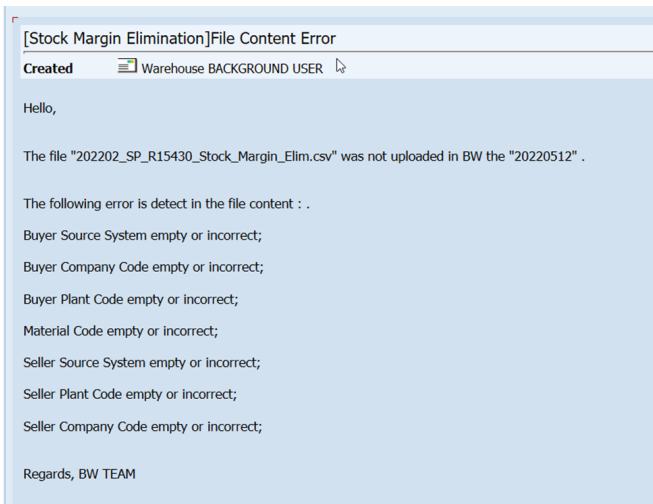 [Stock Margin Elimination]File Content Error
Created Warehouse BACKGROUND USER
Hello,
The file "202202_SP_R15430_Stock_Margin_Elim.csv" was not uploaded in BW the "20220512" .
The following error is detect in the file content : .
Buyer Source System empty or incorrect;
Buyer Company Code empty or incorrect;
Buyer Plant Code empty or incorrect;
Material Code empty or incorrect;
Seller Source System empty or incorrect;
Seller Plant Code empty or incorrect;
Seller Company Code empty or incorrect;
Regards, BW TEAM